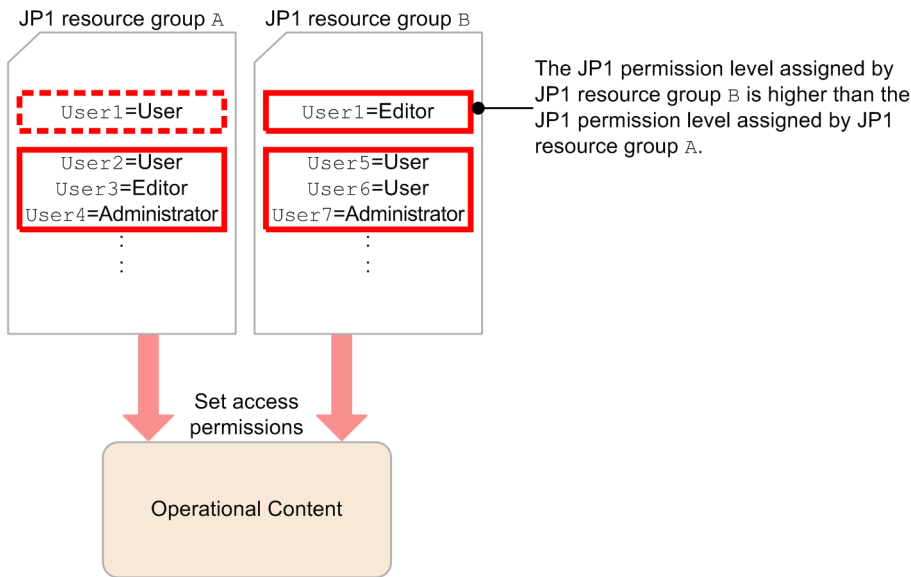 JP1 resource group A
User1=User
User2=User
User3=Editor
User4=Administrator
:
:
JP1 resource group B
User1=Editor
User5=User
User6=User
User7=Administrator
:
:
The JP1 permission level assigned by
JP1 resource group B is higher than the
JP1 permission level assigned by JP1
resource group A.
Set access
permissions
Operational Content